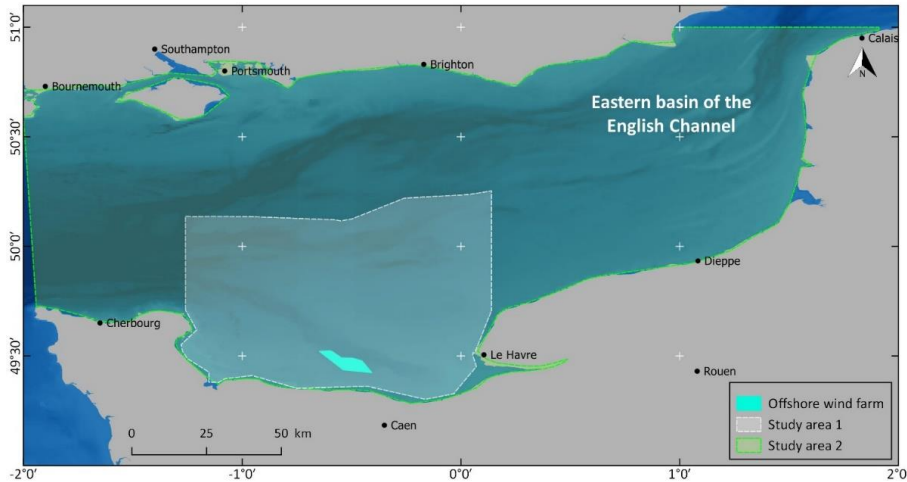 51°0'
Southampton
Calais
Portsmouth
Brighton
N
Bournemouth
Eastern basin of the
English Channel
50°30'
50°0'
Dieppe
Cherbourg
49°30'
Le Havre
Rouen
Offshore wind farm
Study area 1
Study area 2
0 25 50 km
Caen
-2°0' -1°0' 0°0' 1°0' 2°0'